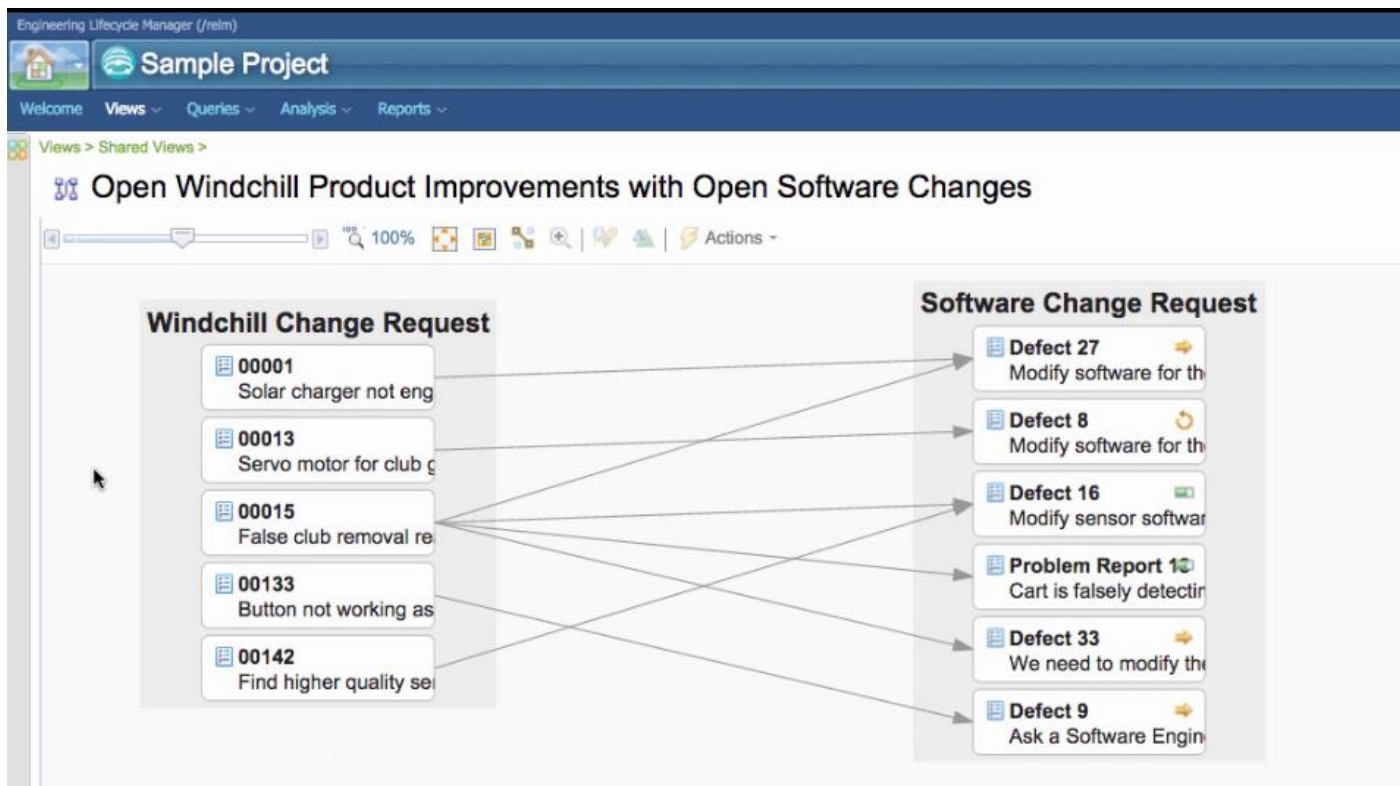 Engineering Lifecycle Manager (/relm)
Sample Project
Welcome Views Queries Analysis Reports
Views > Shared Views >
Open Windchill Product Improvements with Open Software Changes
100% Actions
Windchill Change Request
00001
Solar charger not eng
00013
Servo motor for club g
00015
False club removal re
00133
Button not working as
00142
Find higher quality se
Software Change Request
Defect 27
Modify software for the
Defect 8
Modify software for the
Defect 16
Modify sensor softwar
Problem Report
Cart is falsely detectin
Defect 33
We need to modify the
Defect 9
Ask a Software Engin